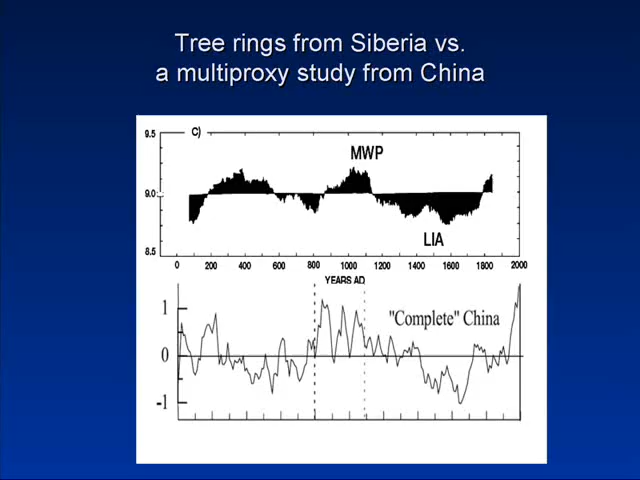 Tree rings from Siberia vs.
a multiproxy study from China
9.5
C)
MWP
9.0
LIA
8.5
0 200 400 600 800 1000 1200 1400 1600 1800 2000
YEARS AD
1
"Complete" China
0
-1